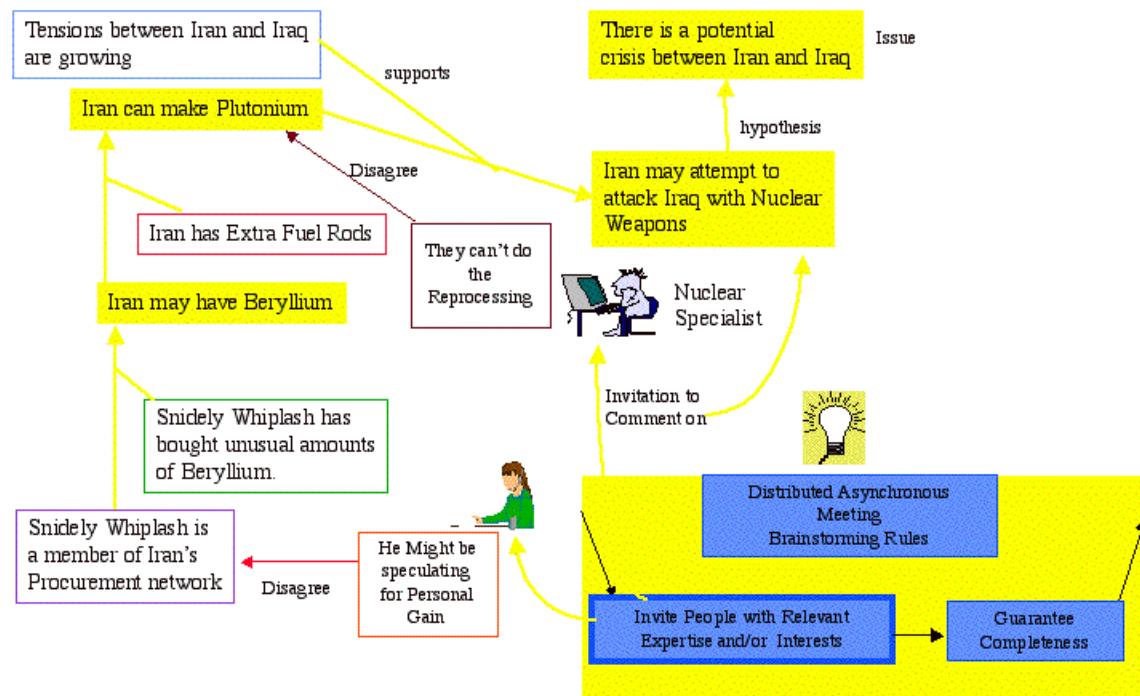 Tensions between Iran and Iraq
are growing
There is a potential
crisis between Iran and Iraq
Issue
supports
Iran can make Plutonium
hypothesis
Disagree
Iran may attempt to
attack Iraq with Nuclear
Weapons
Iran has Extra Fuel Rods
They can't do
the
Reprocessing
Iran may have Beryllium
Nuclear
Specialist
Invitation to
Comment on
Snidely Whiplash has
bought unusual amounts
of Beryllium.
Distributed Asynchronous
Meeting
Brainstorming Rules
Snidely Whiplash is
a member of Iran's
Procurement network
Disagree
He Might be
speculating
for Personal
Gain
Invite People with Relevant
Expertise and/or Interests
Guarantee
Completeness